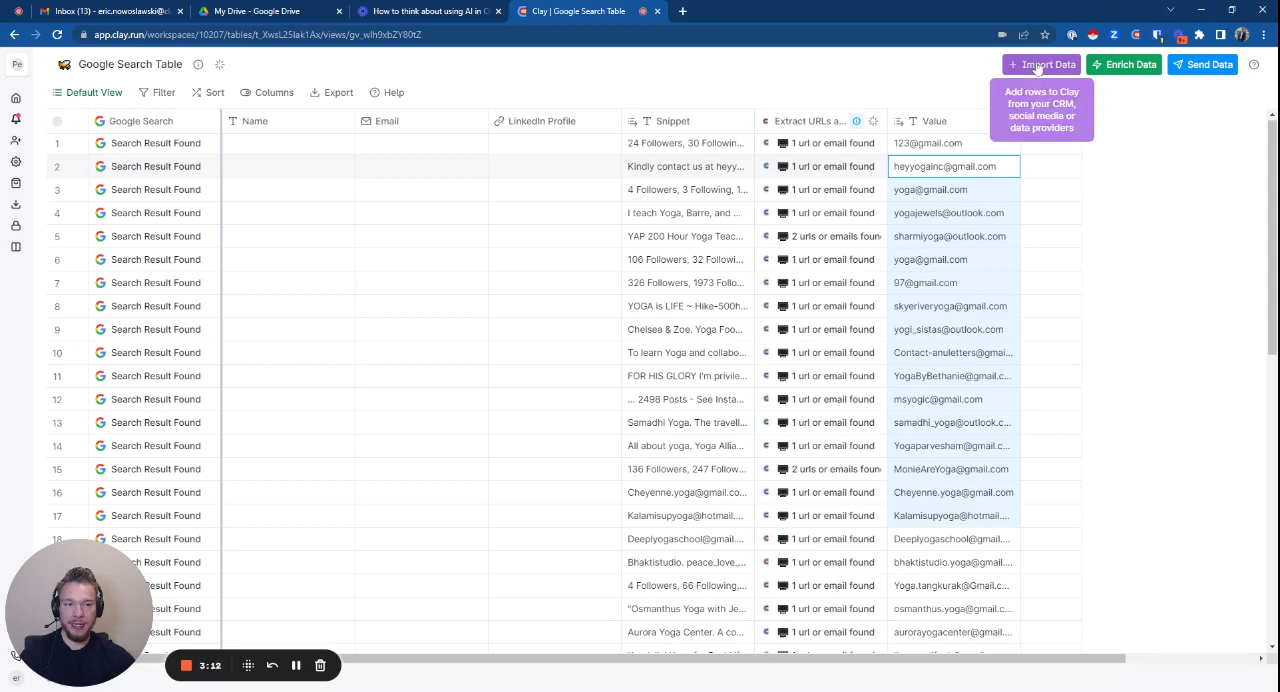 Inbox (13) - eric.nowoslawski@cl
My Drive - Google Drive
How to think about using AI in C
Clay | Google Search Table
app.clay.run/workspaces/10207/tables/t_XwsL25Iak1Ax/views/gv_wlh9xbZY80tZ
Pe
Google Search Table
Import Data
Enrich Data
Send Data
Default View
Filter
Sort
Columns
Export
Help
Add rows to Clay
from your CRM,
social media or
data providers
Google Search Name Email LinkedIn Profile Snippet Extract URLs a... Value
1 Search Result Found 24 Followers, 30 Followin... 1 url or email found 123@gmail.com
2 Search Result Found Kindly contact us at heyy... 1 url or email found heyyogainc@gmail.com
3 Search Result Found 4 Followers, 3 Following, 1... 1 url or email found yoga@gmail.com
4 Search Result Found I teach Yoga, Barre, and ... 1 url or email found yogajewels@outlook.com
5 Search Result Found YAP 200 Hour Yoga Teac... 2 urls or emails foun sharmiyoga@outlook.com
6 Search Result Found 106 Followers, 32 Followi... 1 url or email found yoga@gmail.com
7 Search Result Found 326 Followers, 1973 Follo... 1 url or email found 97@gmail.com
8 Search Result Found YOGA is LIFE ~ Hike-500h... 1 url or email found skyeriveryoga@gmail.com
9 Search Result Found Chelsea & Zoe. Yoga Foo... 1 url or email found yogi_sistas@outlook.com
10 Search Result Found To learn Yoga and collabo... 1 url or email found Contact-anuletters@gmai...
11 Search Result Found FOR HIS GLORY I'm privile... 1 url or email found YogaByBethanie@gmail.c...
12 Search Result Found ... 2498 Posts - See Insta... 1 url or email found msyogic@gmail.com
13 Search Result Found Samadhi Yoga. The travell... 1 url or email found samadhi_yoga@outlook.c...
14 Search Result Found All about yoga. Yoga Allia... 1 url or email found Yogaparvesham@gmail.c...
15 Search Result Found 136 Followers, 247 Follow... 2 urls or emails foun MonieAreYoga@gmail.com
16 Search Result Found Cheyenne.yoga@gmail.co... 1 url or email found Cheyenne.yoga@gmail.com
17 Search Result Found Kalamisupyoga@hotmail.... 1 url or email found Kalamisupyoga@hotmail....
18 Search Result Found Deeplyogaschool@gmail.... 1 url or email found Deeplyogaschool@gmail....
ch Result Found Bhaktistudio. peace_love_... 1 url or email found bhaktistudio.yoga@gmail....
ch Result Found 4 Followers, 66 Following,... 1 url or email found Yoga.tangkurak@Gmail.c...
ch Result Found "Osmanthus Yoga with Je... 1 url or email found osmanthus.yoga@gmail....
ch Result Found Aurora Yoga Center. A co... 1 url or email found aurorayogacenter@gmail....
3:12
er